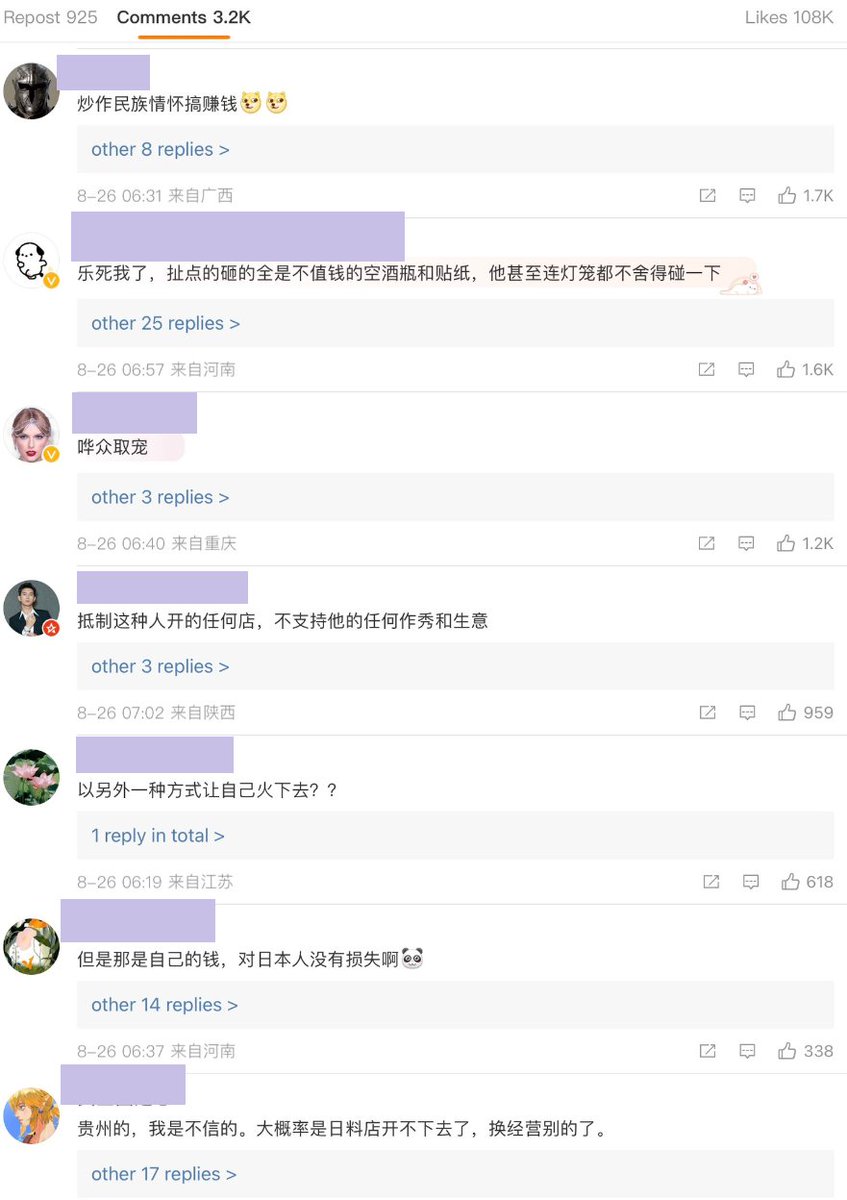 Repost 925 Comments 3.2K Likes 108K
炒作民族情怀搞赚钱
other 8 replies >
8-26 06:31 来自广西 1.7K
乐死我了，扯点的砸的全是不值钱的空酒瓶和贴纸，他甚至连灯笼都不舍得碰一下
other 25 replies >
8-26 06:57 来自河南 1.6K
哗众取宠
other 3 replies >
8-26 06:40 来自重庆 1.2K
抵制这种人开的任何店，不支持他的任何作秀和生意
other 3 replies >
8-26 07:02 来自陕西 959
以另外一种方式让自己火下去？？
1 reply in total >
8-26 06:19 来自江苏 618
但是那是自己的钱，对日本人没有损失啊
other 14 replies >
8-26 06:37 来自河南 338
贵州的，我是不信的。大概率是日料店开不下去了，换经营别的了。
other 17 replies >